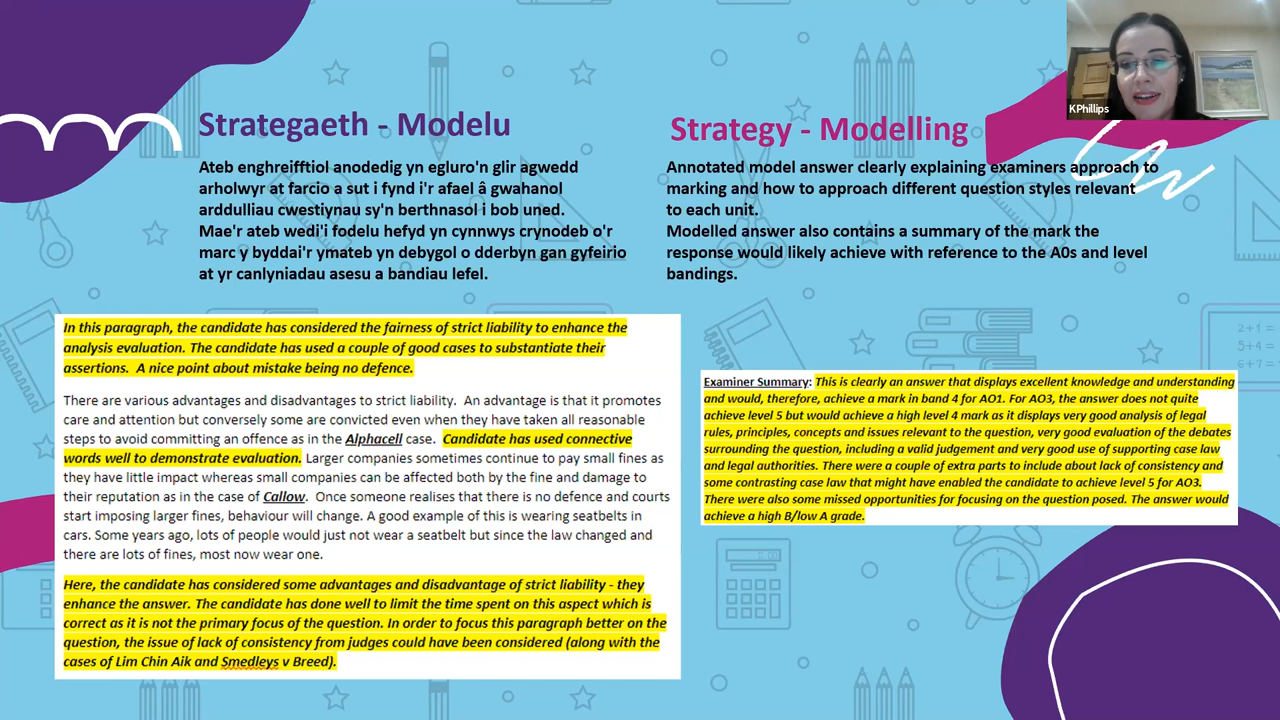 KPhillips
Strategaeth - Modelu
Ateb enghreifftiol anodedig yn egluro'n glir agwedd
arholwyr at farcio a sut i fynd i'r afael â gwahanol
arddulliau cwestiynau sy'n berthnasol i bob uned.
Mae'r ateb wedi'i fodelu hefyd yn cynnwys crynodeb o'r
marc y byddai'r ymateb yn debygol o dderbyn gan gyfeirio
at yr canlyniadau asesu a bandiau lefel.
Strategy - Modelling
Annotated model answer clearly explaining examiners approach to
marking and how to approach different question styles relevant
to each unit.
Modelled answer also contains a summary of the mark the
response would likely achieve with reference to the A0s and level
bandings.
In this paragraph, the candidate has considered the fairness of strict liability to enhance the
analysis evaluation. The candidate has used a couple of good cases to substantiate their
assertions. A nice point about mistake being no defence.
There are various advantages and disadvantages to strict liability. An advantage is that it promotes
care and attention but conversely some are convicted even when they have taken all reasonable
steps to avoid committing an offence as in the Alphacell case. Candidate has used connective
words well to demonstrate evaluation. Larger companies sometimes continue to pay small fines as
they have little impact whereas small companies can be affected both by the fine and damage to
their reputation as in the case of Callow. Once someone realises that there is no defence and courts
start imposing larger fines, behaviour will change. A good example of this is wearing seatbelts in
cars. Some years ago, lots of people would just not wear a seatbelt but since the law changed and
there are lots of fines, most now wear one.
Here, the candidate has considered some advantages and disadvantage of strict liability - they
enhance the answer. The candidate has done well to limit the time spent on this aspect which is
correct as it is not the primary focus of the question. In order to focus this paragraph better on the
question, the issue of lack of consistency from judges could have been considered (along with the
cases of Lim Chin Aik and Smedleys v Breed).
Examiner Summary: This is clearly an answer that displays excellent knowledge and understanding
and would, therefore, achieve a mark in band 4 for AO1. For AO3, the answer does not quite
achieve level 5 but would achieve a high level 4 mark as it displays very good analysis of legal
rules, principles, concepts and issues relevant to the question, very good evaluation of the debates
surrounding the question, including a valid judgement and very good use of supporting case law
and legal authorities. There were a couple of extra parts to include about lack of consistency and
some contrasting case law that might have enabled the candidate to achieve level 5 for AO3.
There were also some missed opportunities for focusing on the question posed. The answer would
achieve a high B/low A grade.
2+1=
5+4=
6+7=